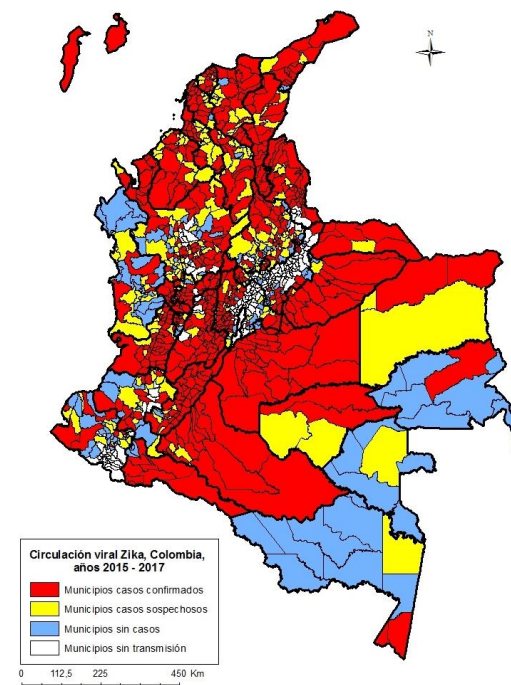 N
Circulación viral Zika, Colombia,
años 2015 - 2017
Municipios casos confirmados
Municipios casos sospechosos
Municipios sin casos
Municipios sin transmisión
0 112,5 225 450 Km